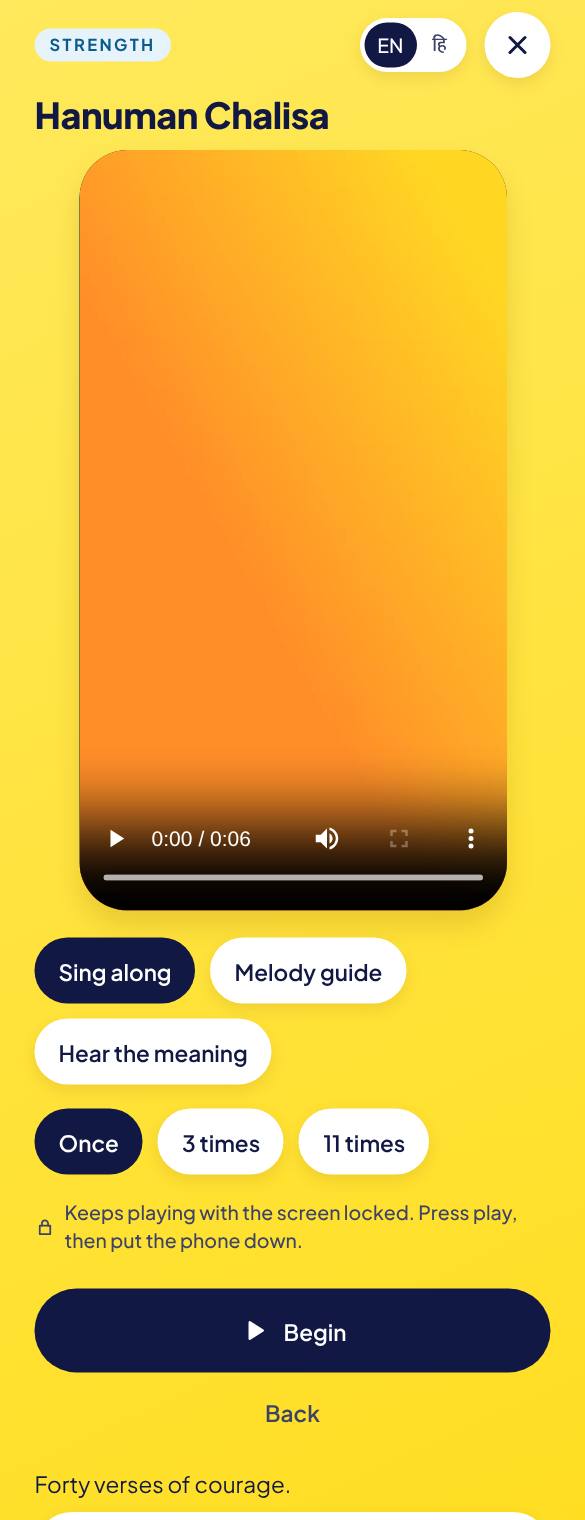 STRENGTH
EN
हि
Hanuman Chalisa
0:00 / 0:06
Sing along
Melody guide
Hear the meaning
Once
3 times
11 times
Keeps playing with the screen locked. Press play,
then put the phone down.
Begin
Back
Forty verses of courage.